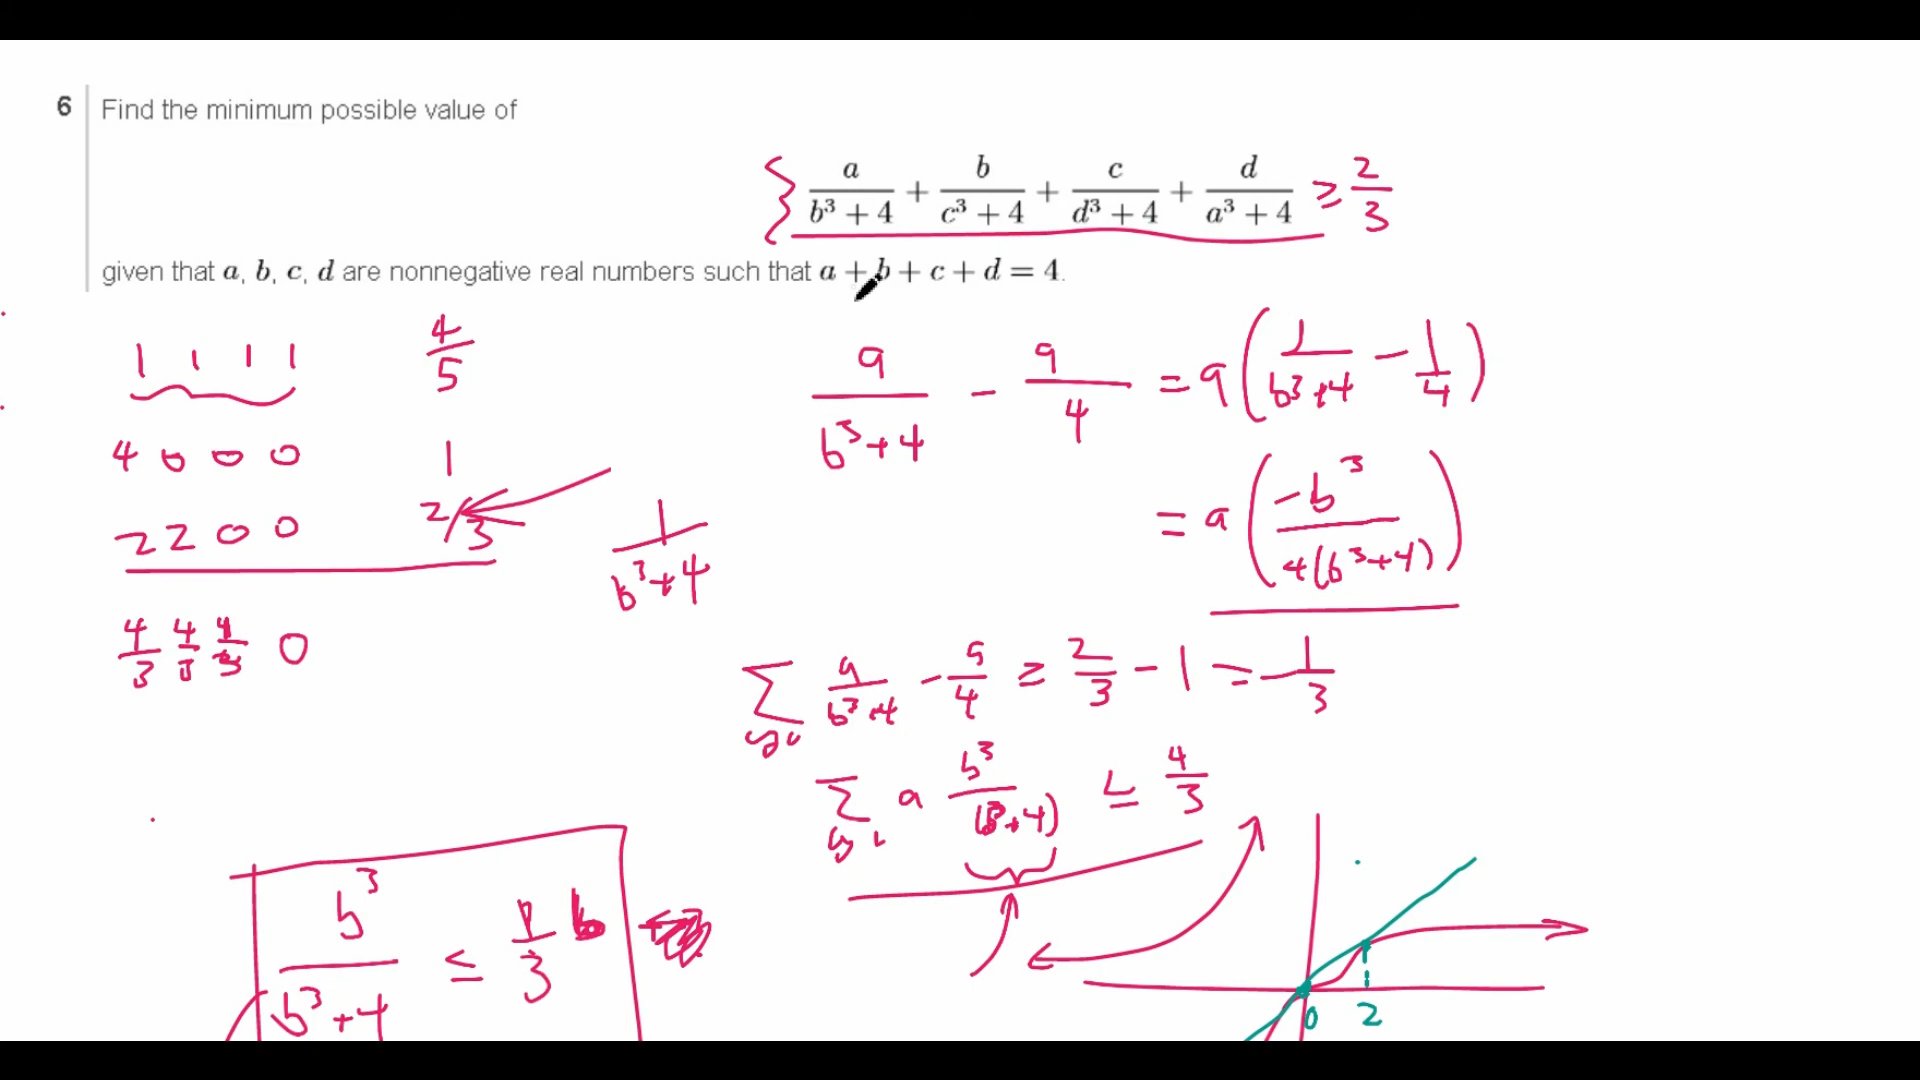 6 Find the minimum possible value of
a/(b³ + 4) + b/(c³ + 4) + c/(d³ + 4) + d/(a³ + 4) ≥ 2/3
given that a, b, c, d are nonnegative real numbers such that a + b + c + d = 4.
1 1 1 1 4/5
4 0 0 0 1
2 2 0 0 2/3
4/3 4/3 4/3 0
1/(b³+4)
a/(b³+4) - a/4 = a(1/(b³+4) - 1/4)
= a(-b³/(4(b³+4)))
∑ cyc a/(b³+4) - a/4 ≥ 2/3 - 1 = -1/3
∑ cyc a b³/(b³+4) ≤ 4/3
b³/(b³+4) ≤ 1/3 b
0 2